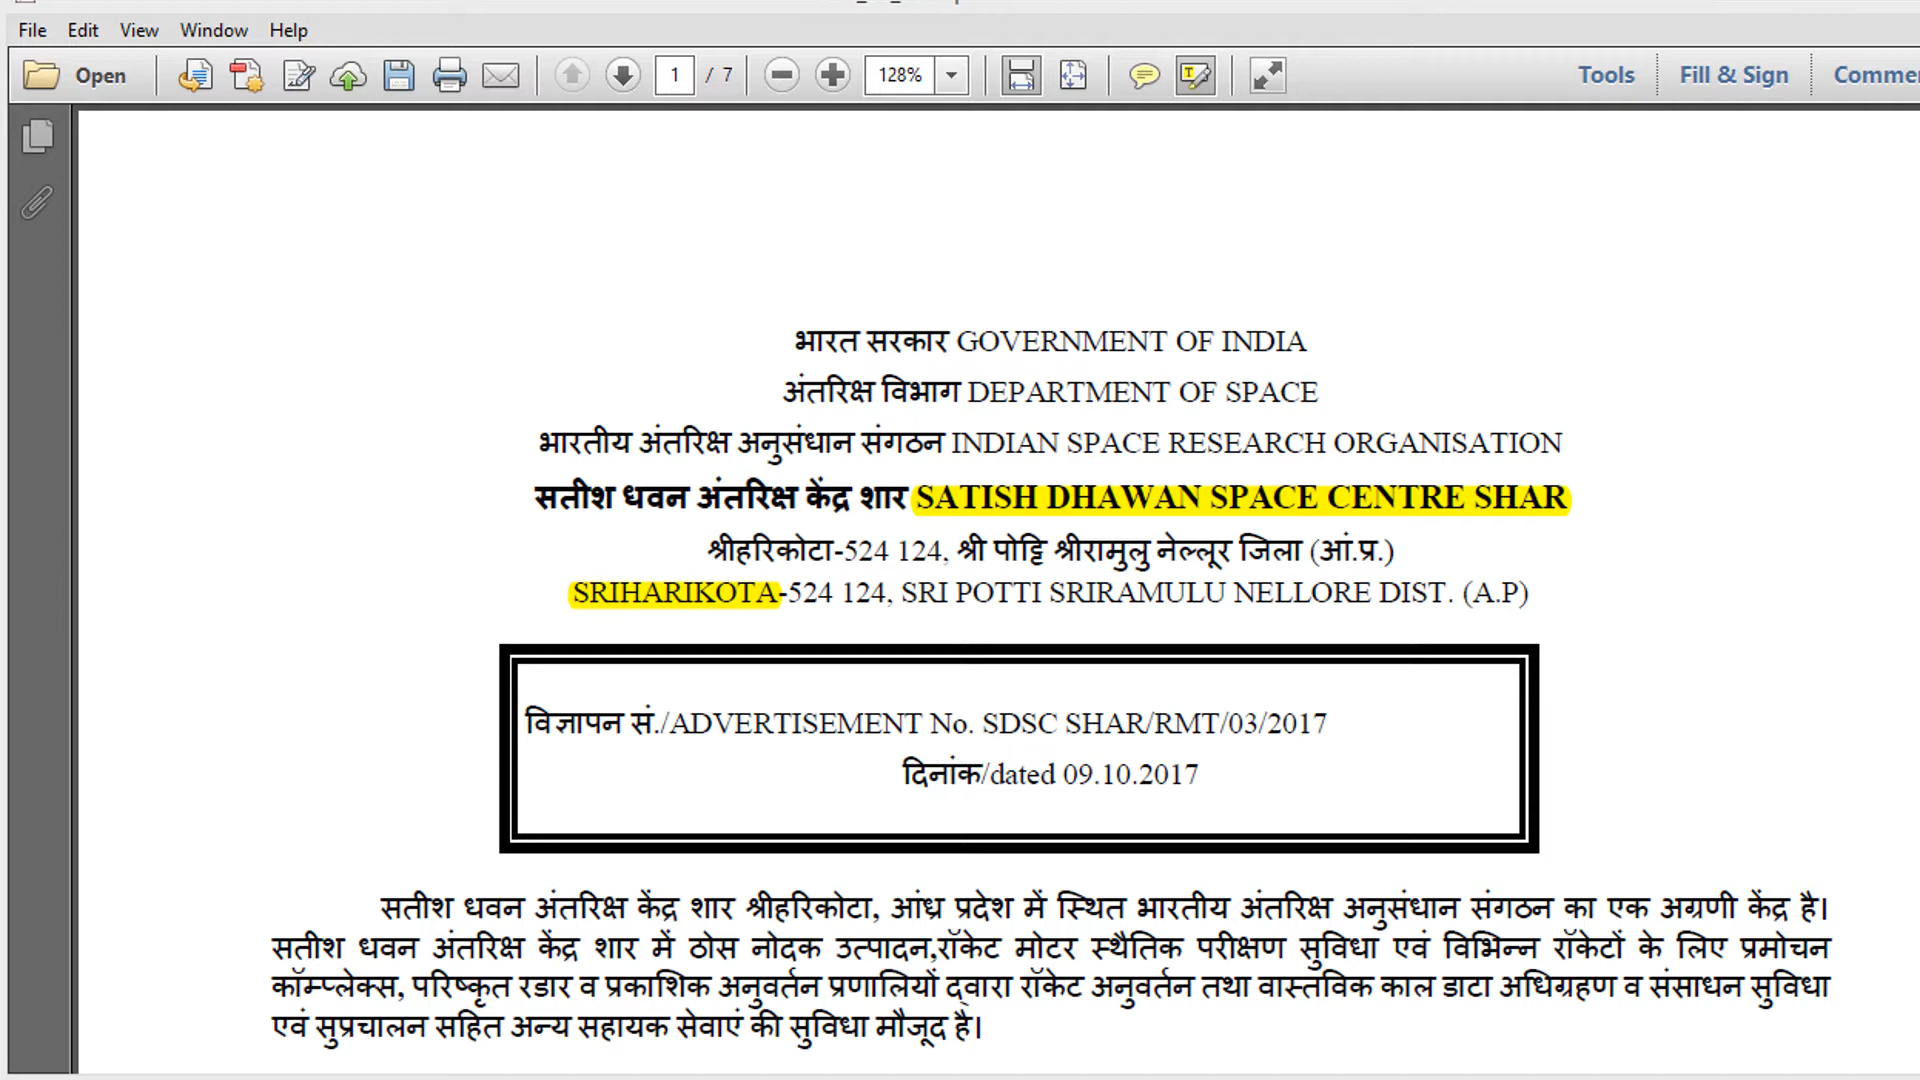 File Edit View Window Help
Open 1 / 7 128% Tools Fill & Sign
भारत सरकार GOVERNMENT OF INDIA
अंतरिक्ष विभाग DEPARTMENT OF SPACE
भारतीय अंतरिक्ष अनुसंधान संगठन INDIAN SPACE RESEARCH ORGANISATION
सतीश धवन अंतरिक्ष केंद्र शार SATISH DHAWAN SPACE CENTRE SHAR
श्रीहरिकोटा-524 124, श्री पोट्टि श्रीरामुलु नेल्लूर जिला (आं.प्र.)
SRIHARIKOTA-524 124, SRI POTTI SRIRAMULU NELLORE DIST. (A.P)
विज्ञापन सं./ADVERTISEMENT No. SDSC SHAR/RMT/03/2017
दिनांक/dated 09.10.2017
सतीश धवन अंतरिक्ष केंद्र शार श्रीहरिकोटा, आंध्र प्रदेश में स्थित भारतीय अंतरिक्ष अनुसंधान संगठन का एक अग्रणी केंद्र है।
सतीश धवन अंतरिक्ष केंद्र शार में ठोस नोदक उत्पादन,रॉकेट मोटर स्थैतिक परीक्षण सुविधा एवं विभिन्न रॉकेटों के लिए प्रमोचन
कॉम्प्लेक्स, परिष्कृत रडार व प्रकाशिक अनुवर्तन प्रणालियों द्वारा रॉकेट अनुवर्तन तथा वास्तविक काल डाटा अधिग्रहण व संसाधन सुविधा
एवं सुप्रचालन सहित अन्य सहायक सेवाएं की सुविधा मौजूद है।